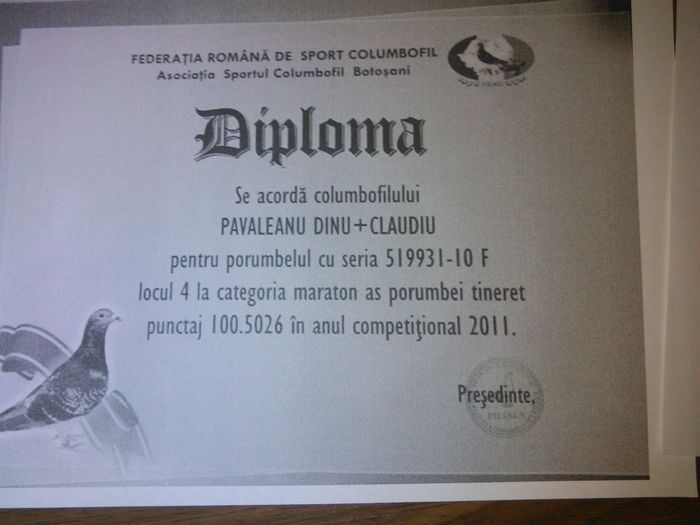 FEDERAȚIA ROMÂNĂ DE SPORT COLUMBOFIL
Asociația Sportul Columbofil Botoșani
Diploma
Se acordă columbofilului
PAVALEANU DINU+CLAUDIU
pentru porumbelul cu seria 519931-10 F
locul 4 la categoria maraton as porumbei tineret
punctaj 100.5026 în anul competiţional 2011.
Preşedinte,